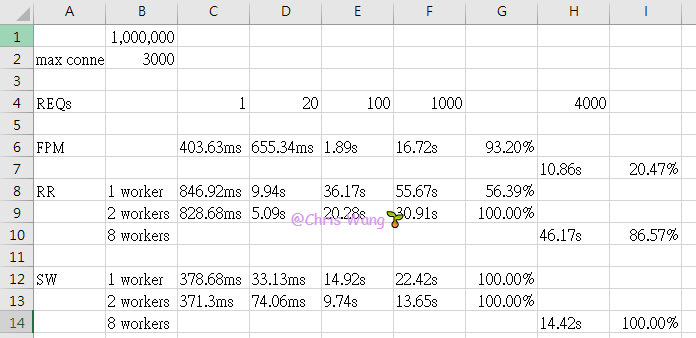 A B C D E F G H I
1 1,000,000
2 max conne 3000
3
4 REQs 1 20 100 1000 4000
5
6 FPM 403.63ms 655.34ms 1.89s 16.72s 93.20%
7 10.86s 20.47%
8 RR 1 worker 846.92ms 9.94s 36.17s 55.67s 56.39%
9 2 workers 828.68ms 5.09s 20.28s 30.91s 100.00%
@Chris Wang
10 8 workers 46.17s 86.57%
11
12 SW 1 worker 378.68ms 33.13ms 14.92s 22.42s 100.00%
13 2 workers 371.3ms 74.06ms 9.74s 13.65s 100.00%
14 8 workers 14.42s 100.00%